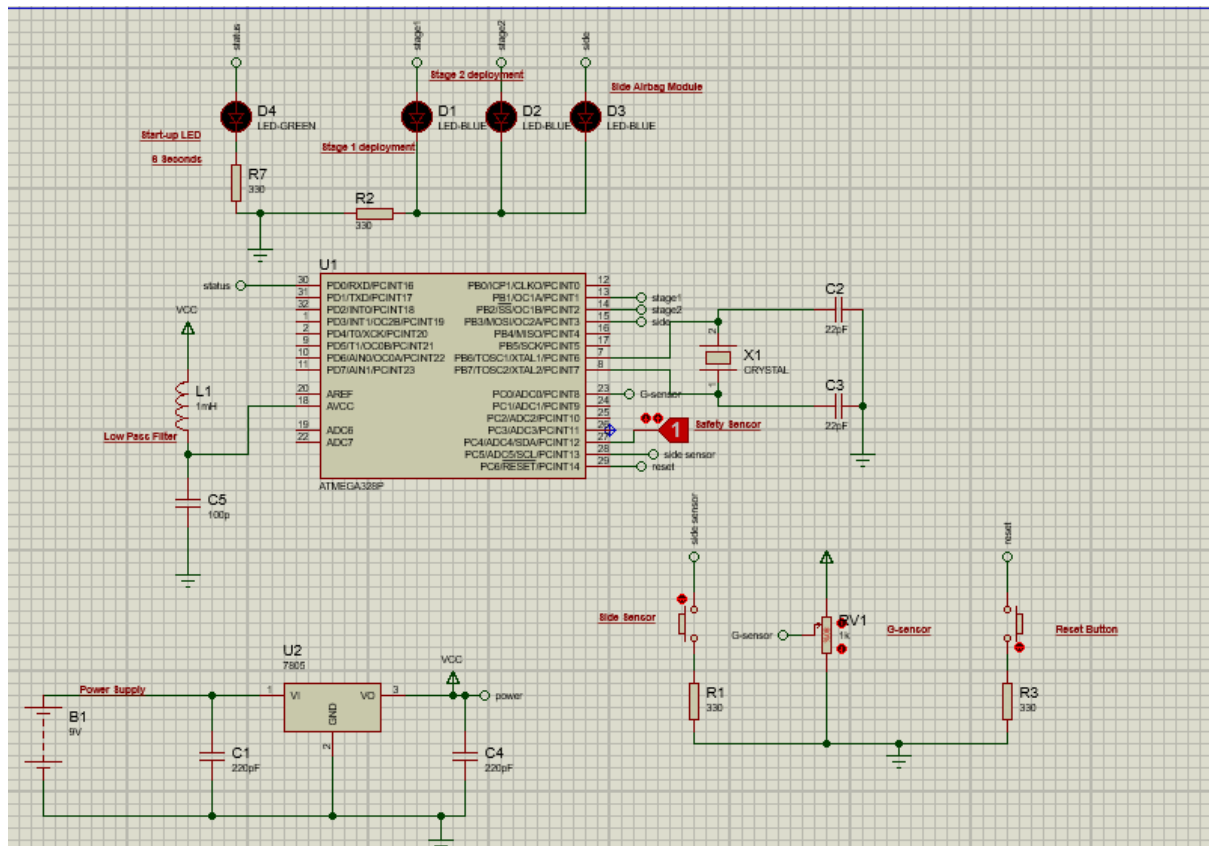 status
stage1
stage2
side
Stage 2 deployment
Side Airbag Module
D4
LED-GREEN
D1
LED-BLUE
D2
LED-BLUE
D3
LED-BLUE
Start-up LED
6 Seconds
Stage 1 deployment
R7
330
R2
330
U1
status
30 PD0/RXD/PCINT16
31 PD1/TXD/PCINT17
32 PD2/INT0/PCINT18
1 PD3/INT1/OC2B/PCINT19
2 PD4/T0/XCK/PCINT20
9 PD5/T1/OC0B/PCINT21
10 PD6/AIN0/OC0A/PCINT22
11 PD7/AIN1/PCINT23
20 AREF
18 AVCC
19 ADC6
22 ADC7
PB0/ICP1/CLKO/PCINT0 12
PB1/OC1A/PCINT1 13 stage1
PB2/SS/OC1B/PCINT2 14 stage2
PB3/MOSI/OC2A/PCINT3 15 side
PB4/MISO/PCINT4 16
PB5/SCK/PCINT5 17
PB6/TOSC1/XTAL1/PCINT6 7
PB7/TOSC2/XTAL2/PCINT7 8
PC0/ADC0/PCINT8 23 G-sensor
PC1/ADC1/PCINT9 24
PC2/ADC2/PCINT10 25
PC3/ADC3/PCINT11 26
PC4/ADC4/SDA/PCINT12 27
PC5/ADC5/SCL/PCINT13 28 side sensor
PC6/RESET/PCINT14 29 reset
ATMEGA328P
VCC
L1
1mH
Low Pass Filter
C5
100p
C2
22pF
2
X1
CRYSTAL
1
C3
22pF
1
Safety Sensor
side sensor
reset
Side Sensor
G-sensor
RV1
1k
G-sensor
Reset Button
R1
330
R3
330
U2
7805
VCC
Power Supply
1
VI
VO
3
power
GND
2
B1
9V
C1
220pF
C4
220pF